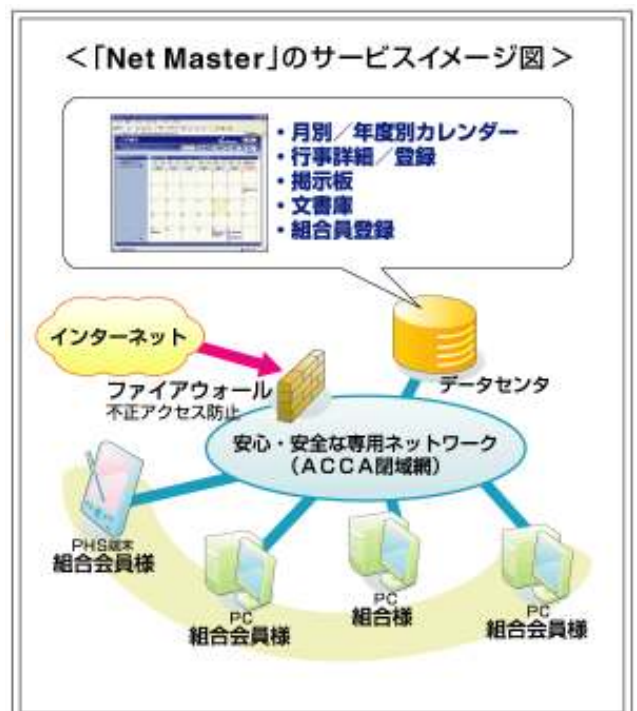 ＜「Net Master」のサービスイメージ図＞
・月別／年度別カレンダー
・行事詳細／登録
・掲示板
・文書庫
・組合員登録
インターネット
ファイアウォール
不正アクセス防止
データセンタ
安心・安全な専用ネットワーク
（ACCA閉域網）
PHS端末
組合会員様
PC
組合会員様
PC
組合様
PC
組合会員様